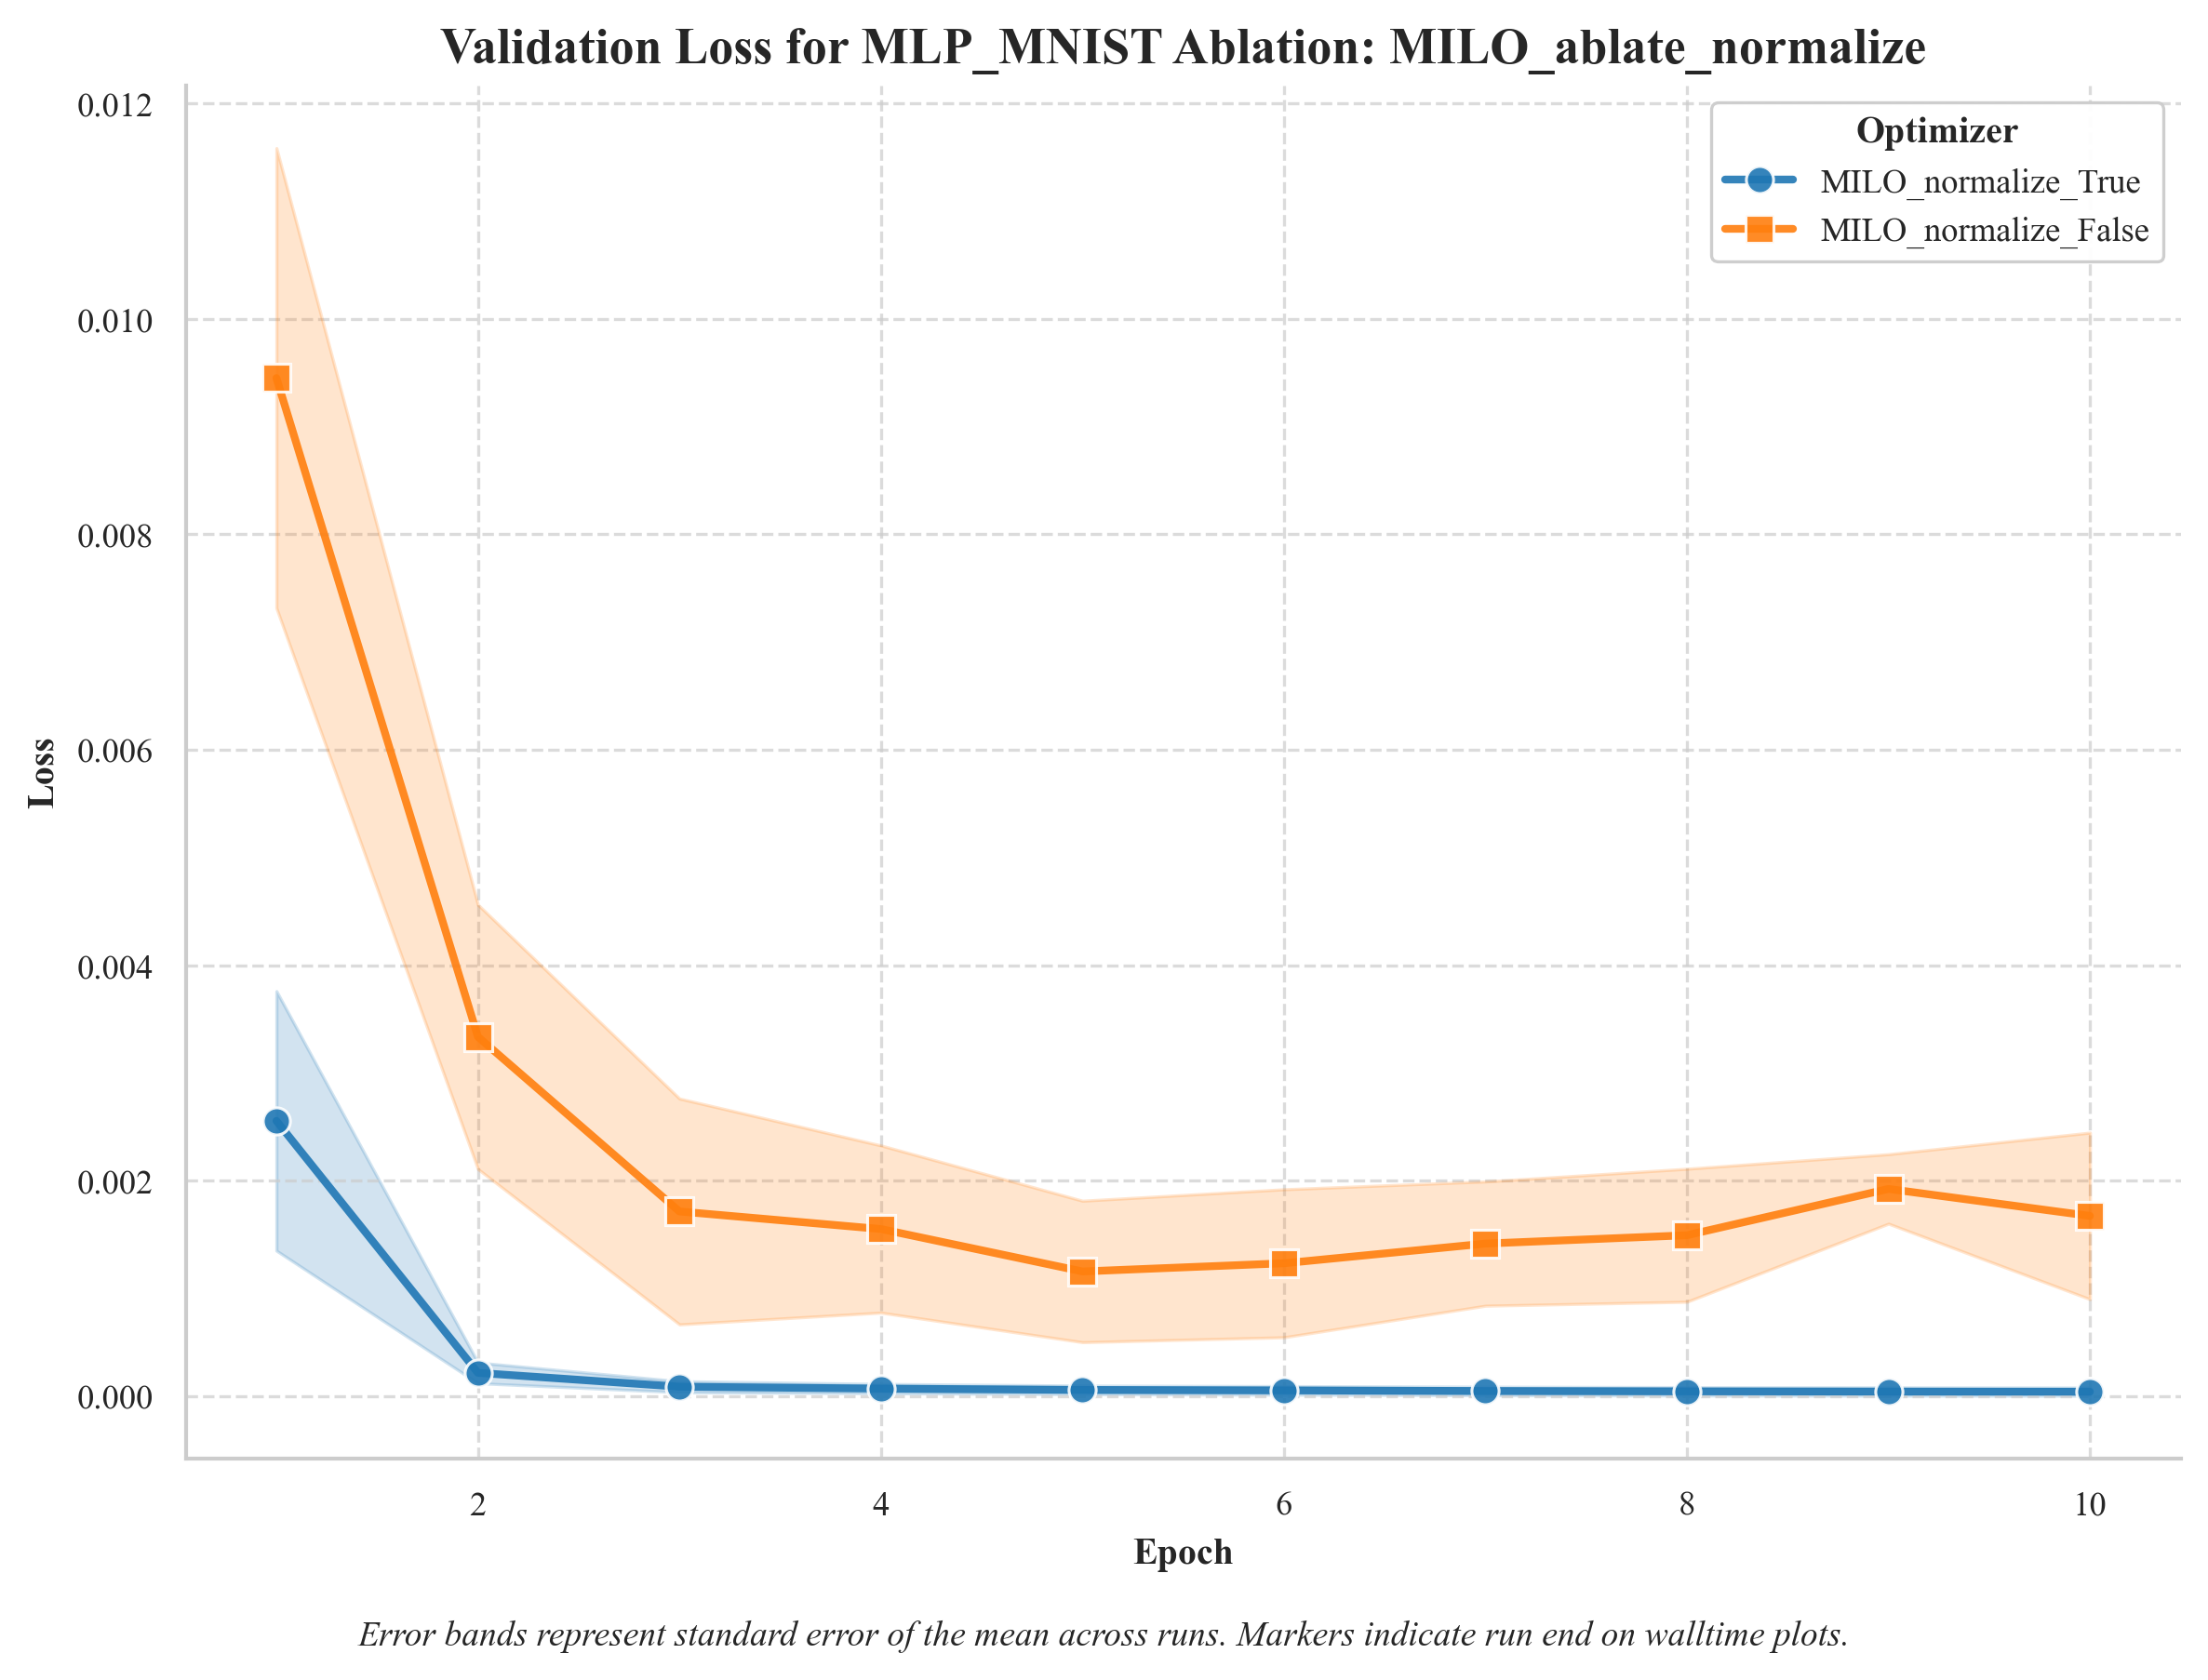 Validation Loss for MLP_MNIST Ablation: MILO_ablate_normalize
Optimizer
MILO_normalize_True
MILO_normalize_False
Loss
0.012
0.010
0.008
0.006
0.004
0.002
0.000
2 4 6 8 10
Epoch
Error bands represent standard error of the mean across runs. Markers indicate run end on walltime plots.